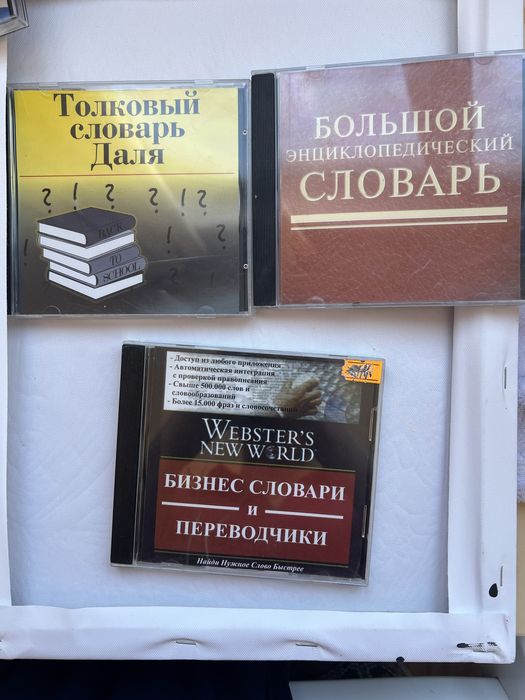 Толковый
словарь
Даля
BACK
TO
SCHOOL
БОЛЬШОЙ
ЭНЦИКЛОПЕДИЧЕСКИЙ
СЛОВАРЬ
- Доступ из любого приложения
- Автоматическая интеграция
с проверкой правописания
- Свыше 500.000 слов и
словообразований
- Более 15.000 фраз и словосочетаний
WEBSTER'S
NEW WORLD
БИЗНЕС СЛОВАРИ
И
ПЕРЕВОДЧИКИ
Найди Нужное Слово Быстрее